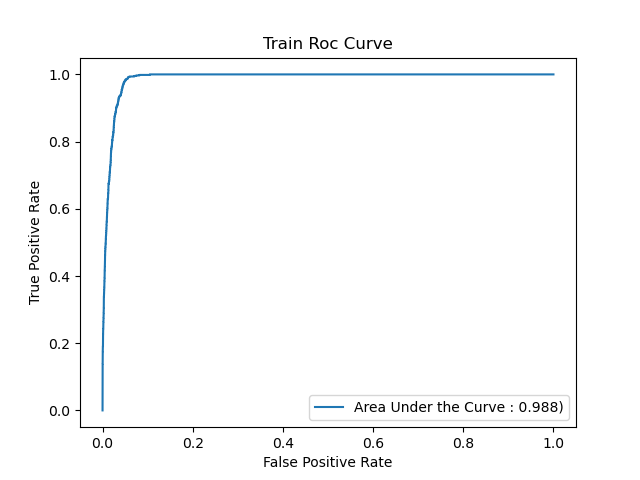 Train Roc Curve
True Positive Rate
1.0
0.8
0.6
0.4
0.2
0.0
Area Under the Curve : 0.988)
0.0 0.2 0.4 0.6 0.8 1.0
False Positive Rate